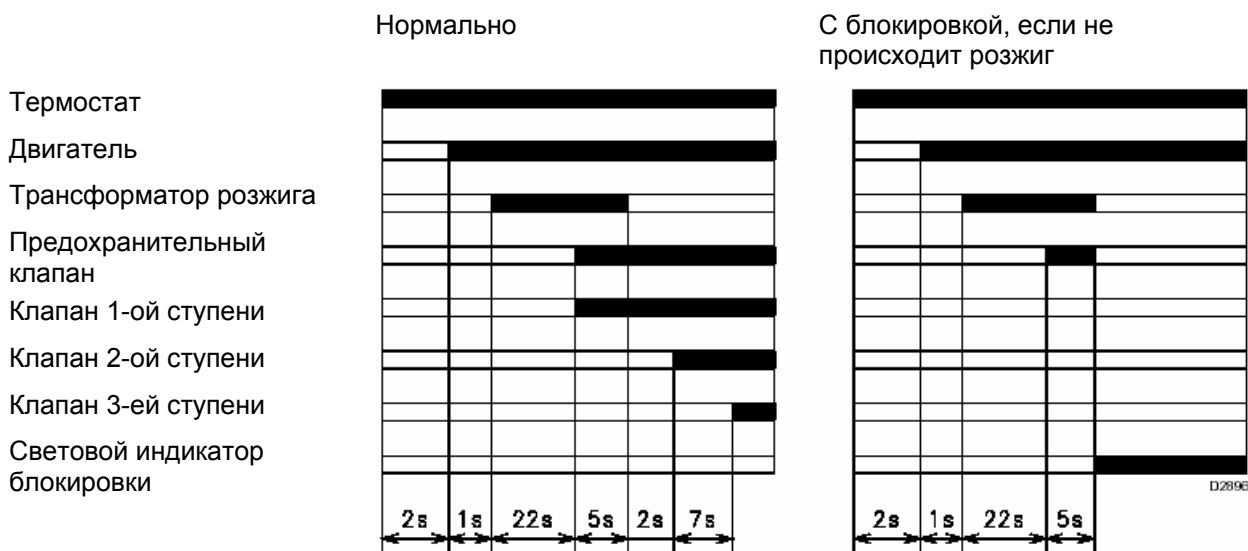 Нормально
С блокировкой, если не
происходит розжиг
Термостат
Двигатель
Трансформатор розжига
Предохранительный
клапан
Клапан 1-ой ступени
Клапан 2-ой ступени
Клапан 3-ей ступени
Световой индикатор
блокировки
D2896
2s 1s 22s 5s 2s 7s
2s 1s 22s 5s